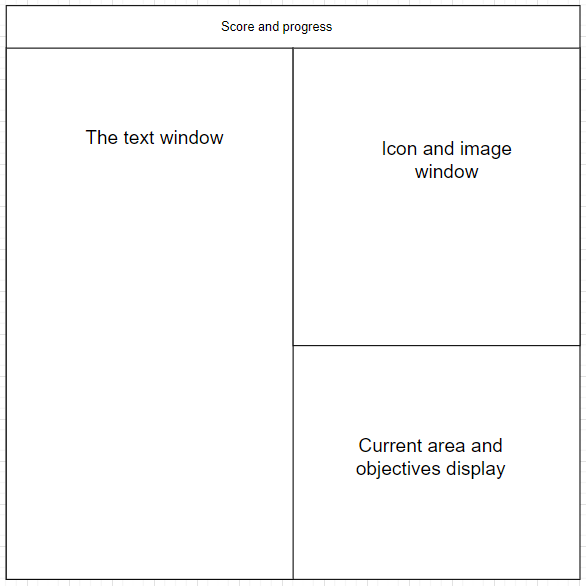 Score and progress
The text window
Icon and image
window
Current area and
objectives display